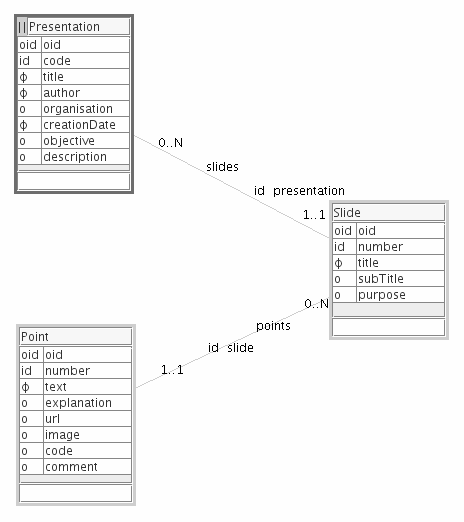 || Presentation
oid oid
id code
ϕ title
ϕ author
o organisation
ϕ creationDate
o objective
o description
0..N
slides
id presentation
1..1
Slide
oid oid
id number
ϕ title
o subTitle
o purpose
0..N
points
id slide
1..1
Point
oid oid
id number
ϕ text
o explanation
o url
o image
o code
o comment